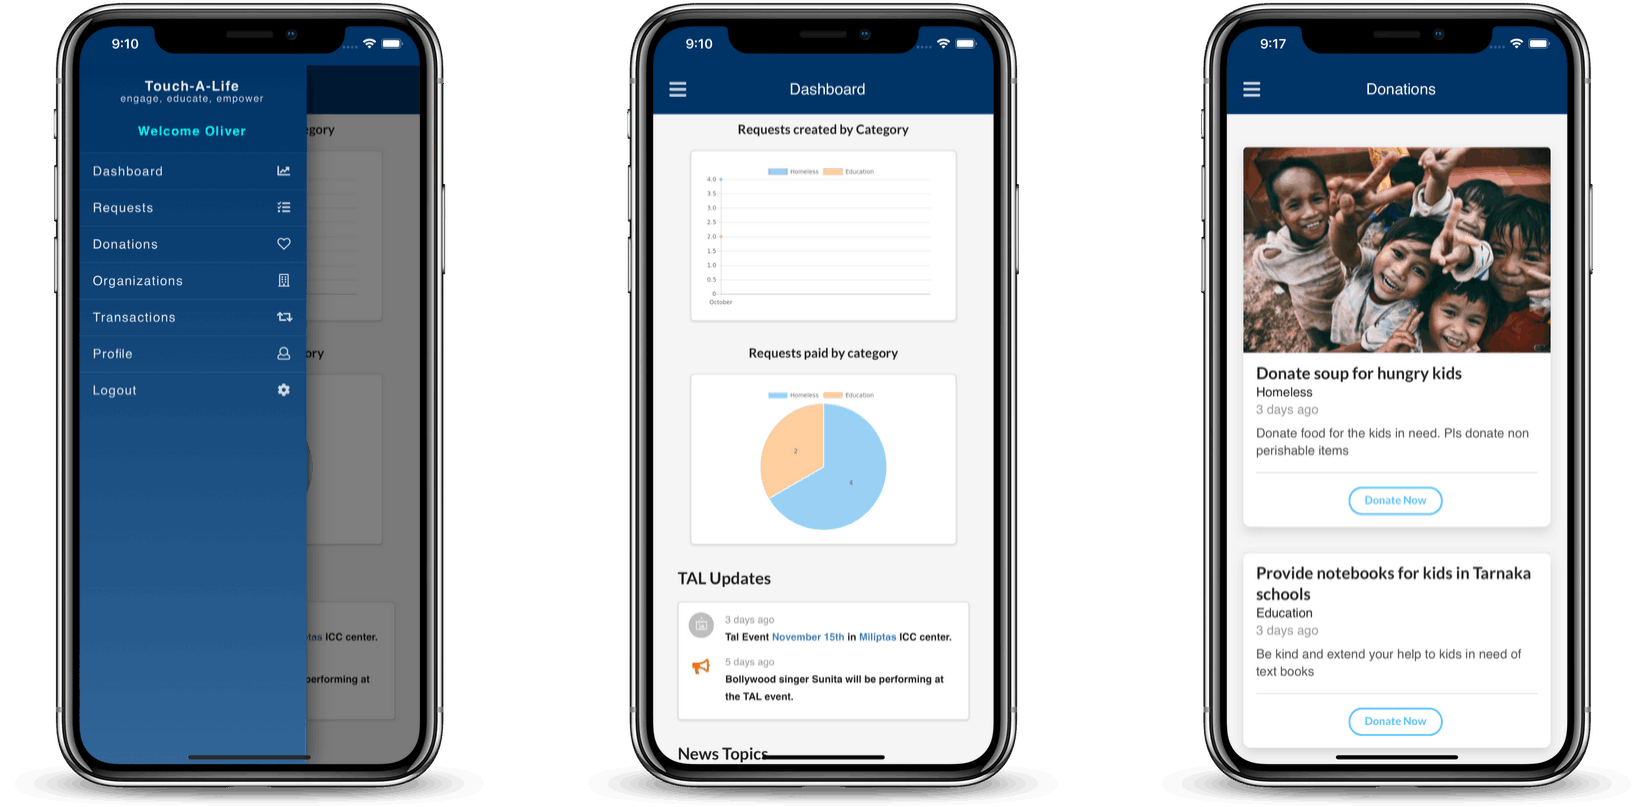 9:10
Touch-A-Life
engage, educate, empower
Welcome Oliver
Dashboard
Requests
Donations
Organizations
Transactions
Profile
Logout
gory
ory
tas ICC center.
performing at
9:10
Dashboard
Requests created by Category
Homeless Education
4.0
3.5
3.0
2.5
2.0
1.5
1.0
0.5
0
October
Requests paid by category
Homeless Education
2
4
TAL Updates
3 days ago
Tal Event November 15th in Miliptas ICC center.
5 days ago
Bollywood singer Sunita will be performing at
the TAL event.
News Topics
9:17
Donations
Donate soup for hungry kids
Homeless
3 days ago
Donate food for the kids in need. Pls donate non
perishable items
Donate Now
Provide notebooks for kids in Tarnaka
schools
Education
3 days ago
Be kind and extend your help to kids in need of
text books
Donate Now